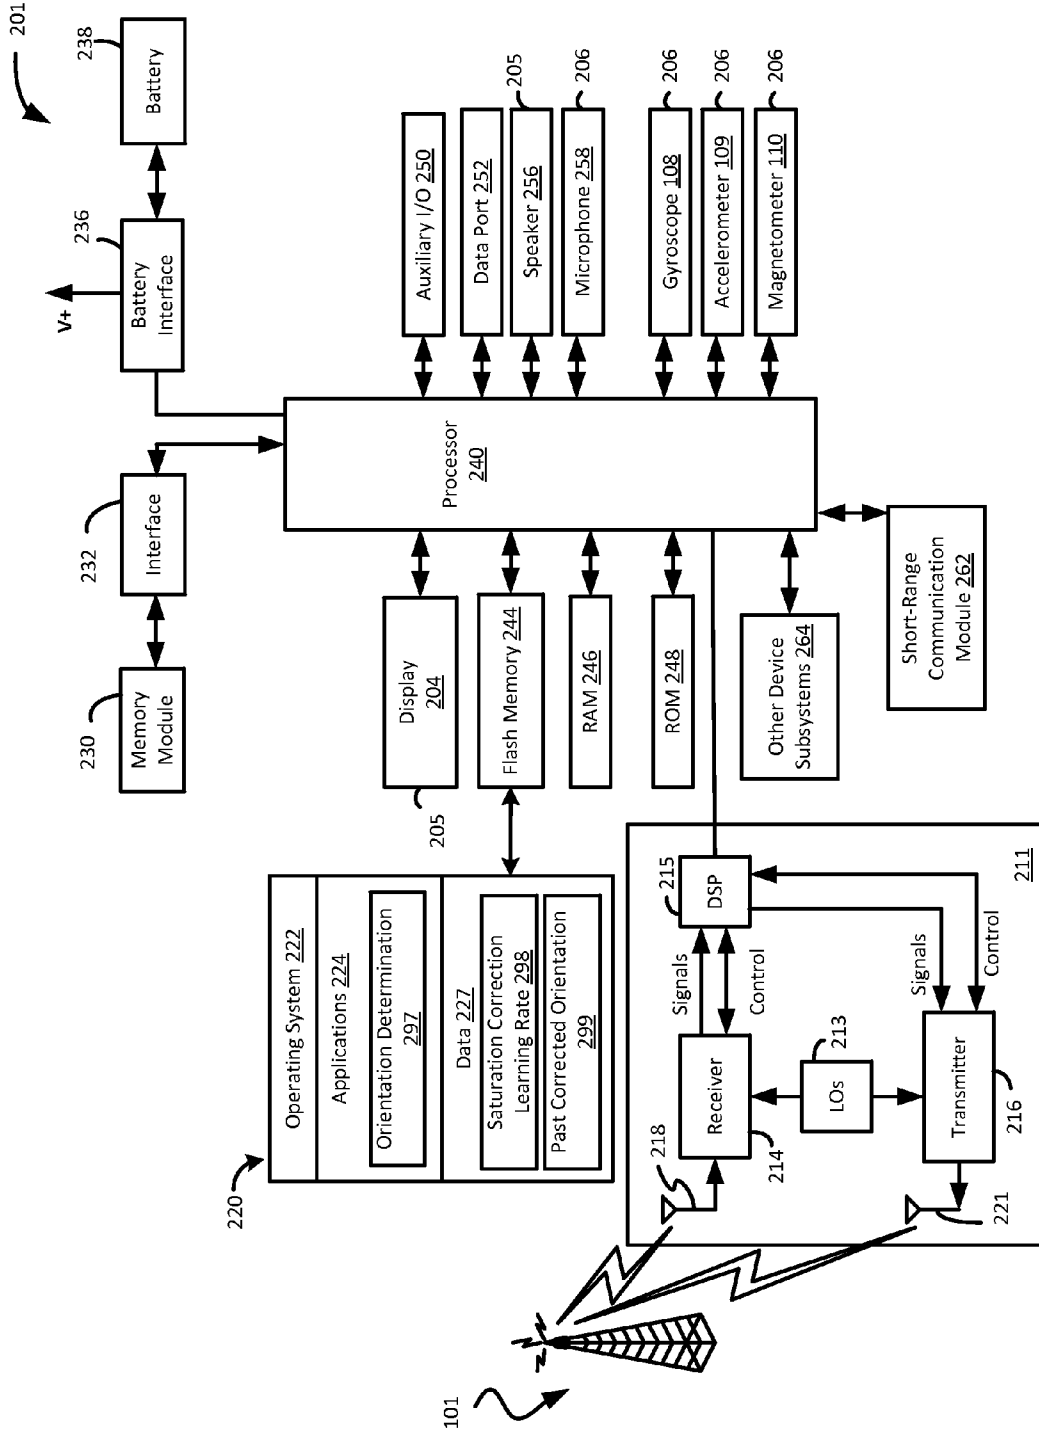 201
230
Memory
Module
232
Interface
V+
236
Battery
Interface
238
Battery
220
Operating System 222
Applications 224
Orientation Determination
297
Data 227
Saturation Correction
Learning Rate 298
Past Corrected Orientation
299
205
Display
204
Flash Memory 244
RAM 246
ROM 248
Other Device
Subsystems 264
Short-Range
Communication
Module 262
Processor
240
Auxiliary I/O 250
Data Port 252
Speaker 256
205
Microphone 258
206
Gyroscope 108
206
Accelerometer 109
206
Magnetometer 110
206
101
218
Receiver
214
Signals
Control
215
DSP
LOs
213
Signals
Control
Transmitter
216
221
211